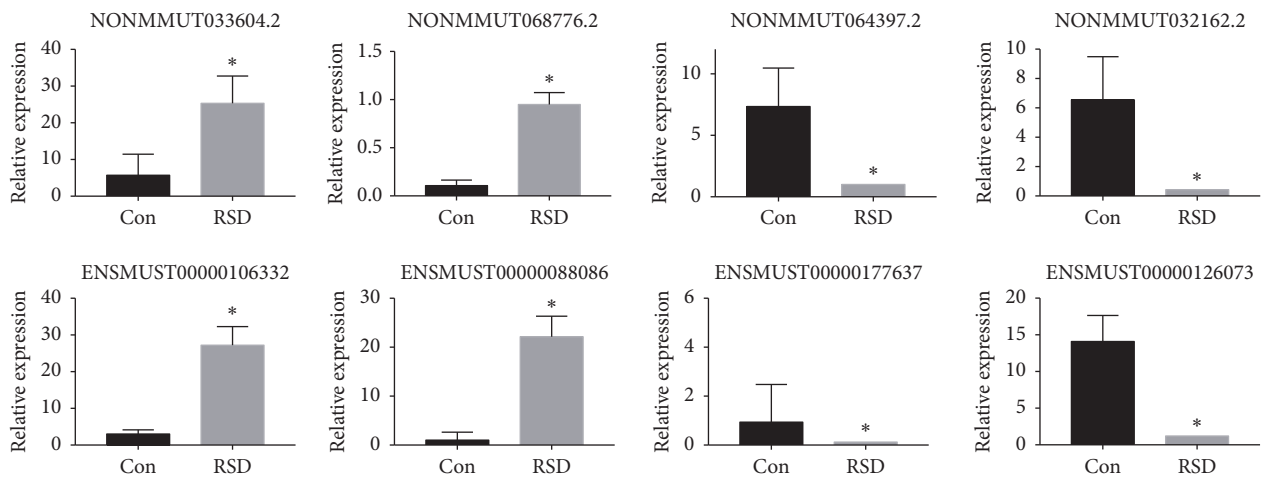 NONMMUT033604.2
Relative expression
40
30
20
10
0
*
Con RSD
NONMMUT068776.2
Relative expression
1.5
1.0
0.5
0.0
*
Con RSD
NONMMUT064397.2
Relative expression
10
5
0
*
Con RSD
NONMMUT032162.2
Relative expression
10
8
6
4
2
0
*
Con RSD
ENSMUST00000106332
Relative expression
40
30
20
10
0
*
Con RSD
ENSMUST00000088086
Relative expression
30
20
10
0
*
Con RSD
ENSMUST00000177637
Relative expression
6
4
2
0
*
Con RSD
ENSMUST00000126073
Relative expression
20
15
10
5
0
*
Con RSD